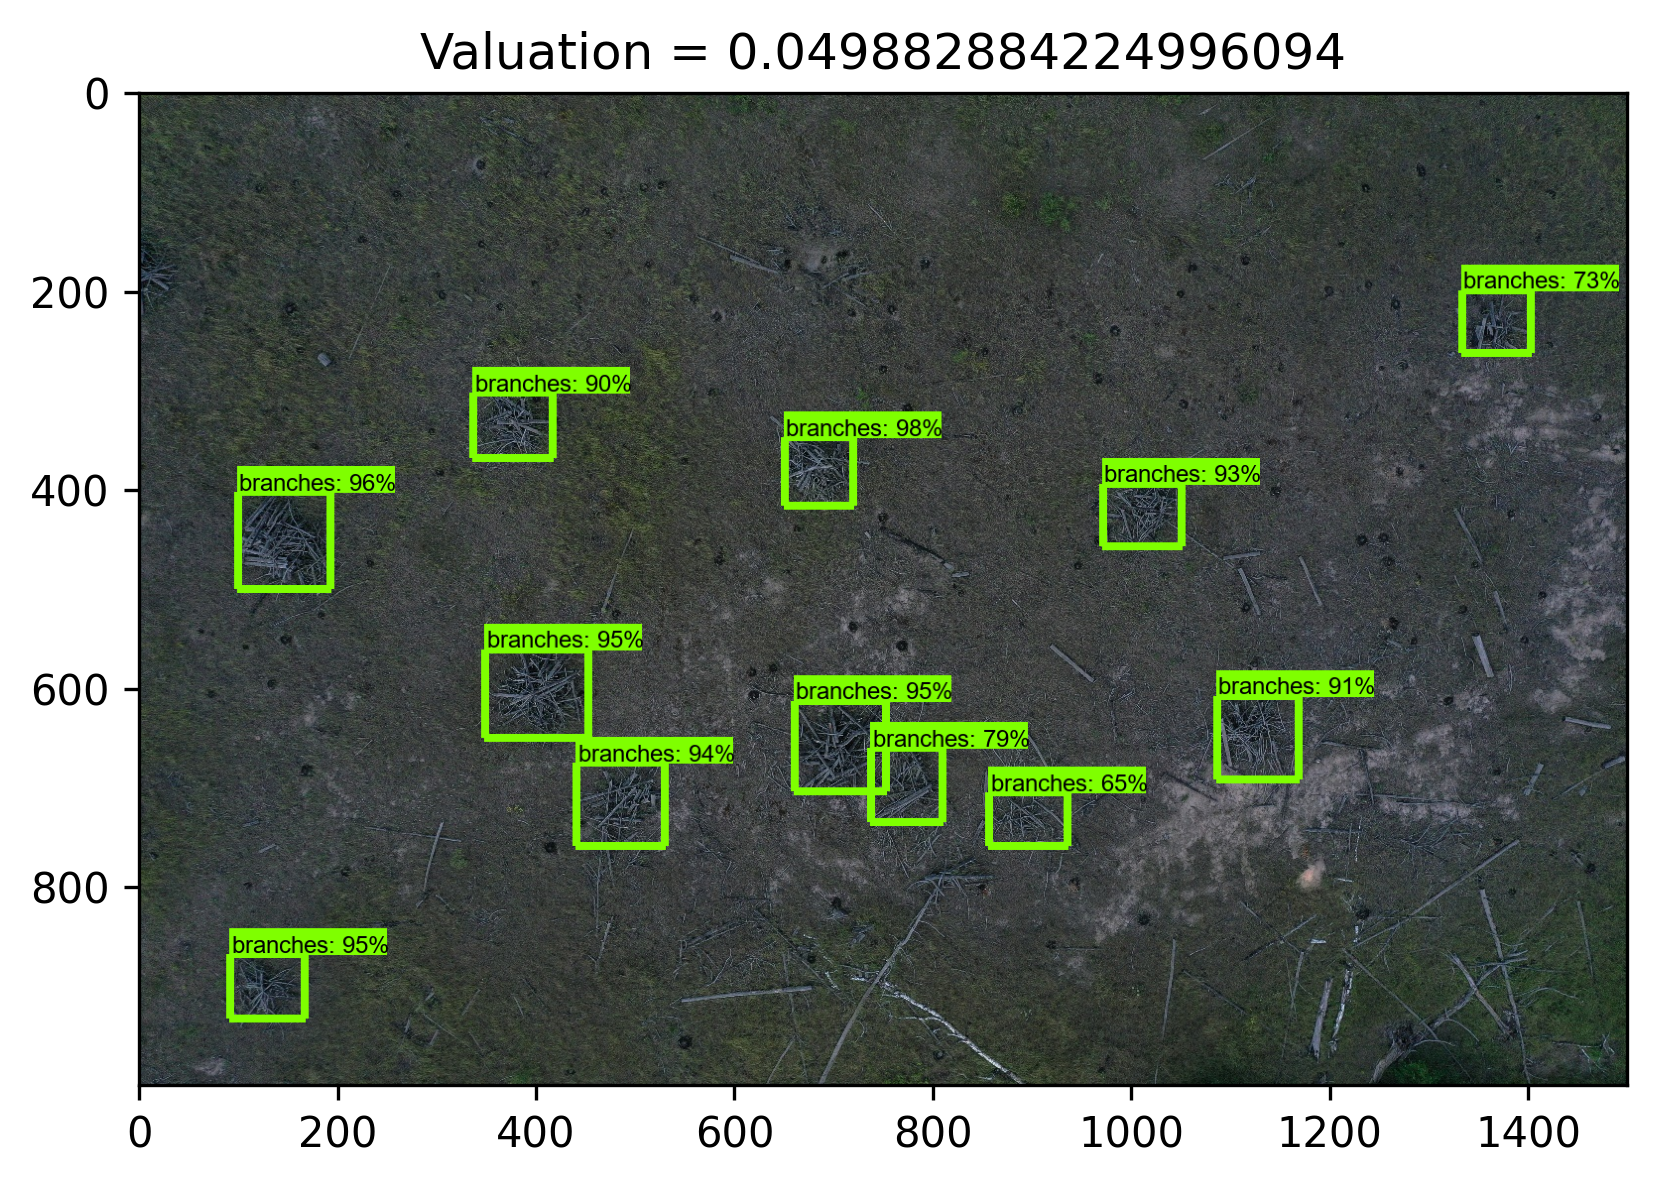 Valuation = 0.049882884224996094
0
200
400
600
800
branches: 73%
branches: 90%
branches: 98%
branches: 93%
branches: 96%
branches: 95%
branches: 95%
branches: 91%
branches: 94%
branches: 79%
branches: 65%
branches: 95%
0 200 400 600 800 1000 1200 1400